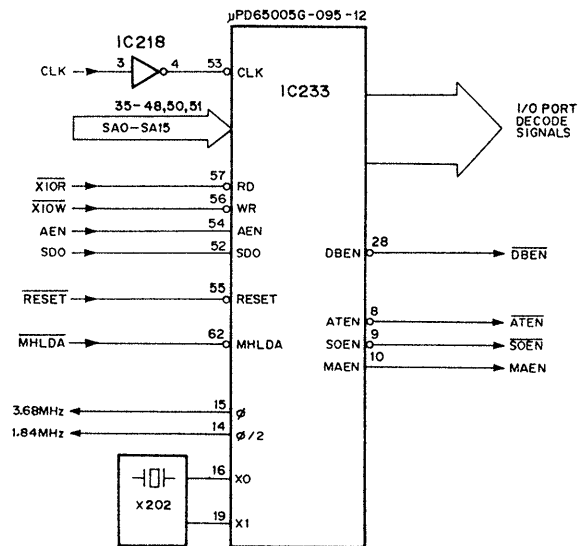 μPD65005G-095-12
IC218
CLK 3 4 53 CLK
IC233
35-48,50,51
SA0-SA15
I/O PORT
DECODE
SIGNALS
XIOR 57 RD
XIOW 56 WR
AEN 54 AEN
SDO 52 SDO
DBEN 28 DBEN
RESET 55 RESET
ATEN 8 ATEN
SOEN 9 SOEN
MHLDA 62 MHLDA
MAEN 10 MAEN
3.68MHz 15 ø
1.84MHz 14 ø/2
16 X0
X202
19 X1